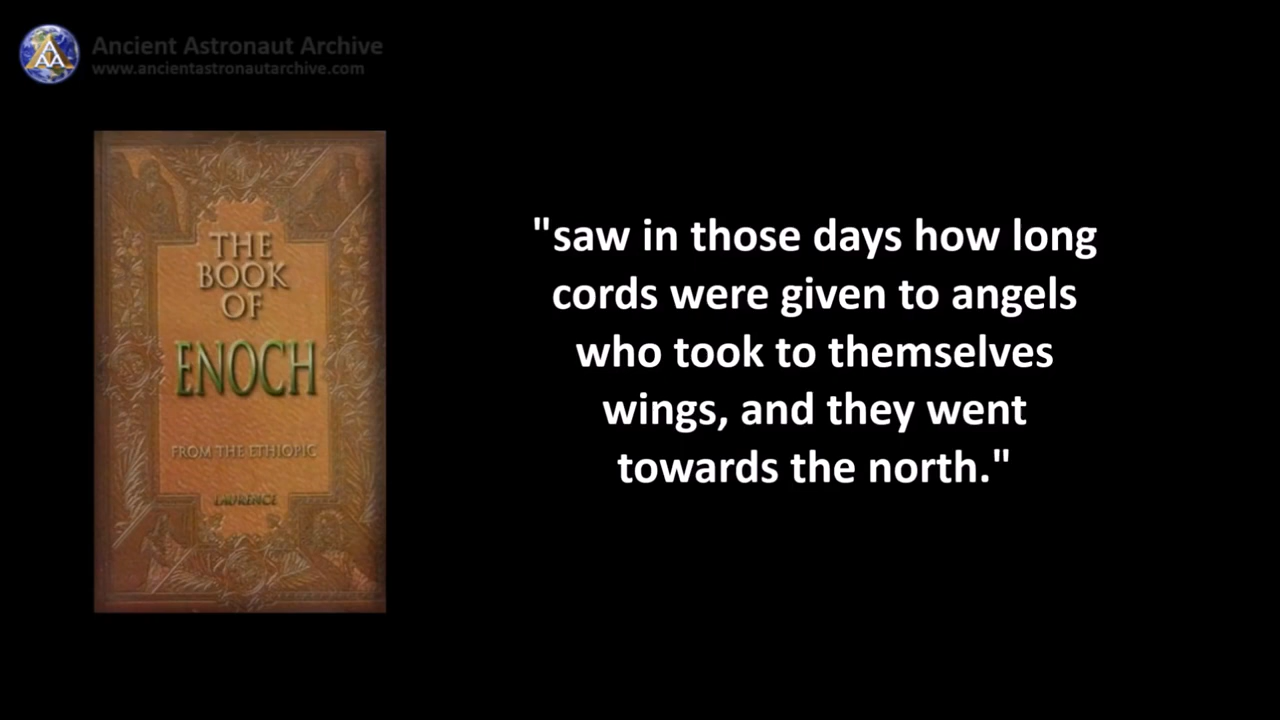 Ancient Astronaut Archive
www.ancientastronautarchive.com
THE
BOOK
OF
ENOCH
FROM THE ETHIOPIC
LAURENCE
"saw in those days how long
cords were given to angels
who took to themselves
wings, and they went
towards the north."